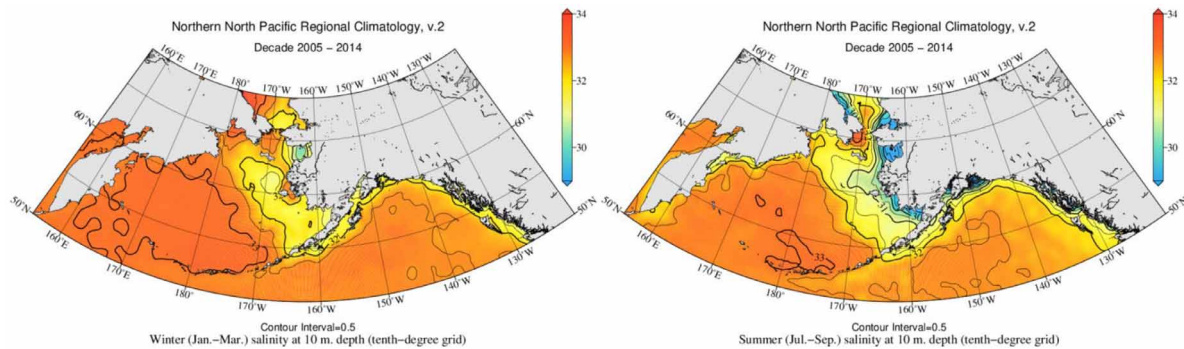 Northern North Pacific Regional Climatology, v.2
Decade 2005 − 2014
160°E
170°E
180°
170°W
160°W
150°W
140°W
130°W
60°N
60°N
50°N
50°N
160°E
170°E
180°
170°W
160°W
150°W
140°W
130°W
34
32
30
Contour Interval=0.5
Winter (Jan.−Mar.) salinity at 10 m. depth (tenth−degree grid)
Northern North Pacific Regional Climatology, v.2
Decade 2005 − 2014
160°E
170°E
180°
170°W
160°W
150°W
140°W
130°W
60°N
60°N
50°N
50°N
33
32
160°E
170°E
180°
170°W
160°W
150°W
140°W
130°W
34
32
30
Contour Interval=0.5
Summer (Jul.−Sep.) salinity at 10 m. depth (tenth−degree grid)